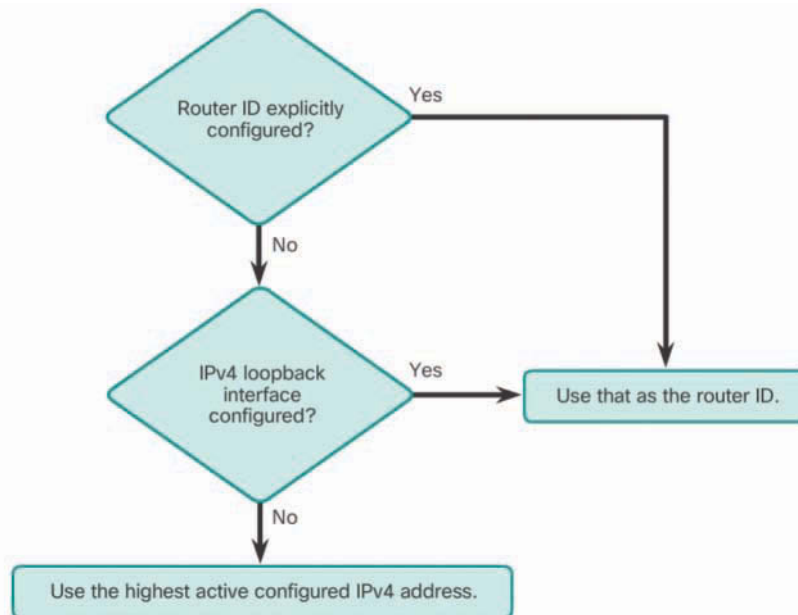 Router ID explicitly
configured?
Yes
No
IPv4 loopback
interface
configured?
Yes
Use that as the router ID.
No
Use the highest active configured IPv4 address.